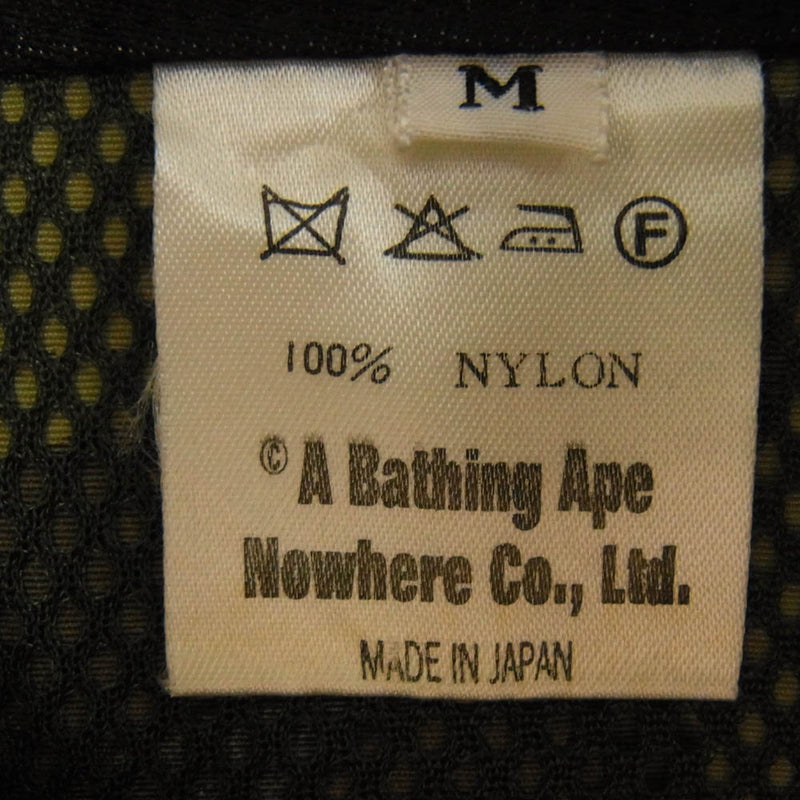 M
F
100% NYLON
© A Bathing Ape
Nowhere Co., Ltd.
MADE IN JAPAN